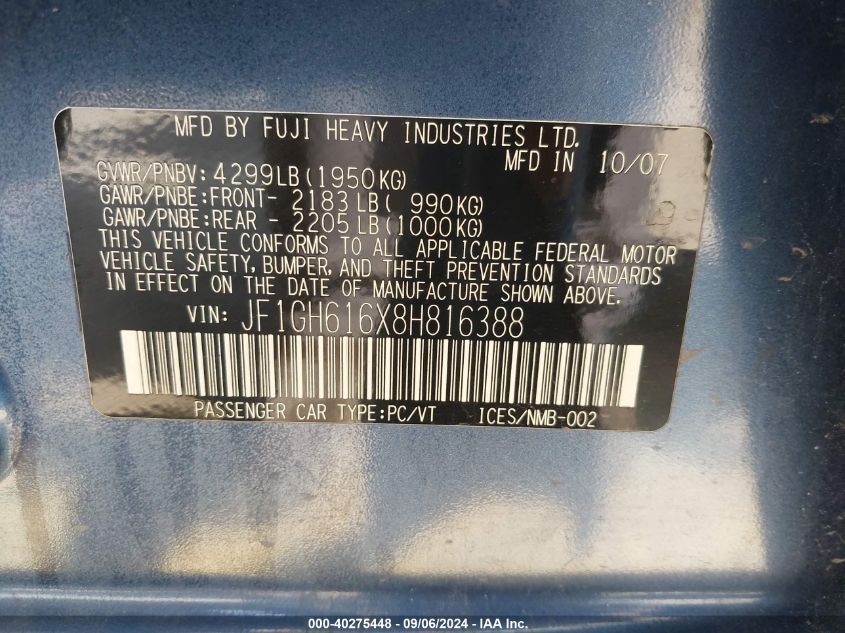 MFD BY FUJI HEAVY INDUSTRIES LTD.
MFD IN 10/07
GVWR/PNBV: 4299LB(1950KG)
GAWR/PNBE:FRONT- 2183LB( 990KG)
GAWR/PNBE:REAR - 2205LB(1000KG)
THIS VEHICLE CONFORMS TO ALL APPLICABLE FEDERAL MOTOR
VEHICLE SAFETY, BUMPER, AND THEFT PREVENTION STANDARDS
IN EFFECT ON THE DATE OF MANUFACTURE SHOWN ABOVE.
VIN: JF1GH616X8H816388
PASSENGER CAR TYPE:PC/VT ICES/NMB-002
000-40275448 - 09/06/2024 - IAA Inc.